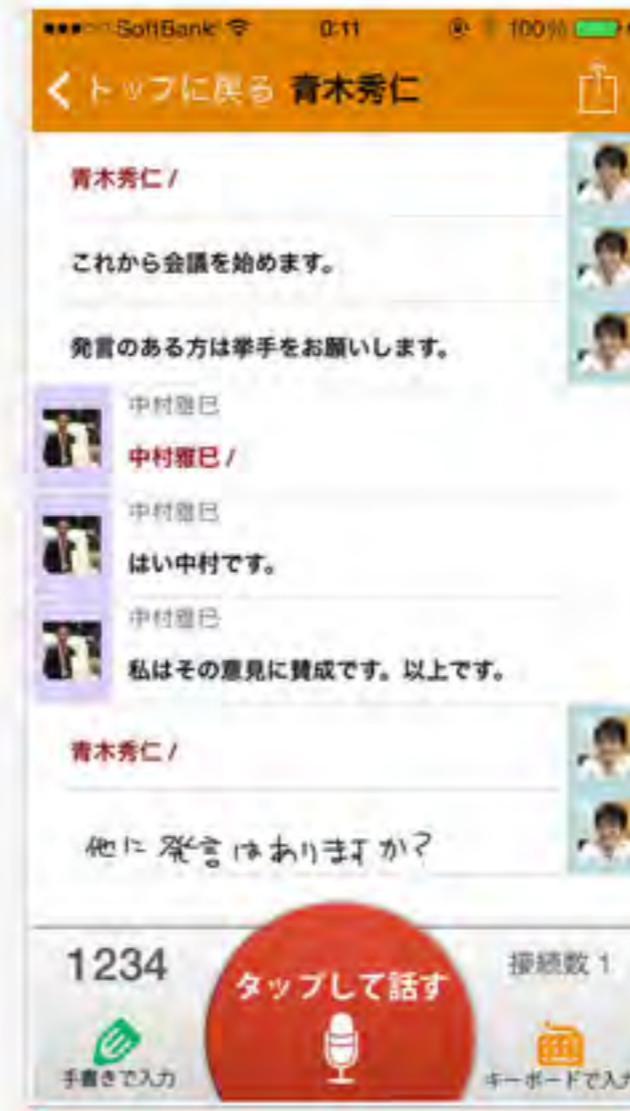 SoftBank 0:11 100%
トップに戻る 青木秀仁
青木秀仁 /
これから会議を始めます。
発言のある方は挙手をお願いします。
中村雅巳
中村雅巳 /
中村雅巳
はい中村です。
中村雅巳
私はその意見に賛成です。以上です。
青木秀仁 /
他に発言はありますか?
1234
タップして話す
接続数 1
手書きで入力
キーボードで入力